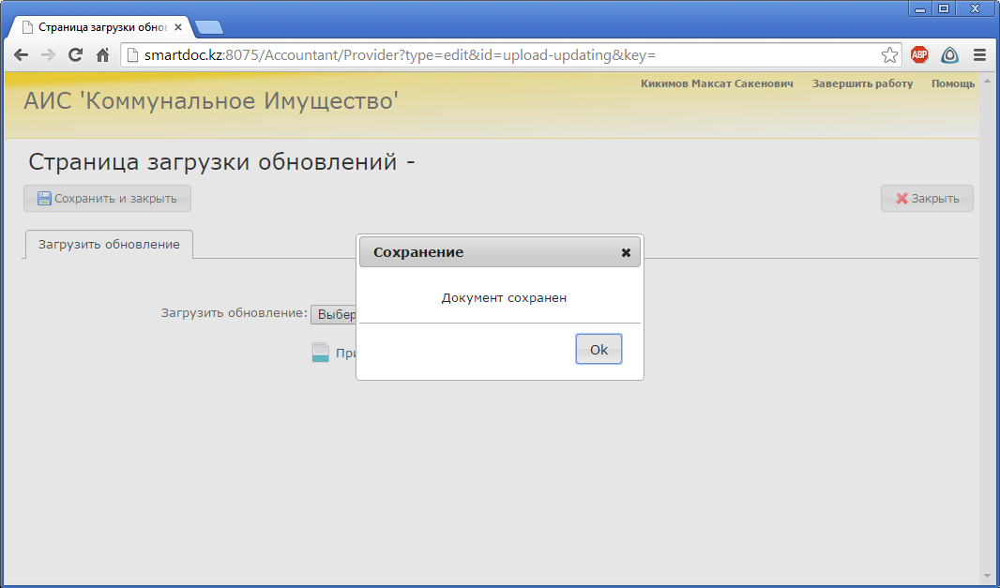 Страница загрузки обно
smartdoc.kz:8075/Accountant/Provider?type=edit&id=upload-updating&key=
ABP
Кикимов Максат Сакенович Завершить работу Помощь
АИС 'Коммунальное Имущество'
Страница загрузки обновлений -
Сохранить и закрыть
Закрыть
Загрузить обновление
Сохранение
Документ сохранен
Загрузить обновление: Выбер
Ok
При